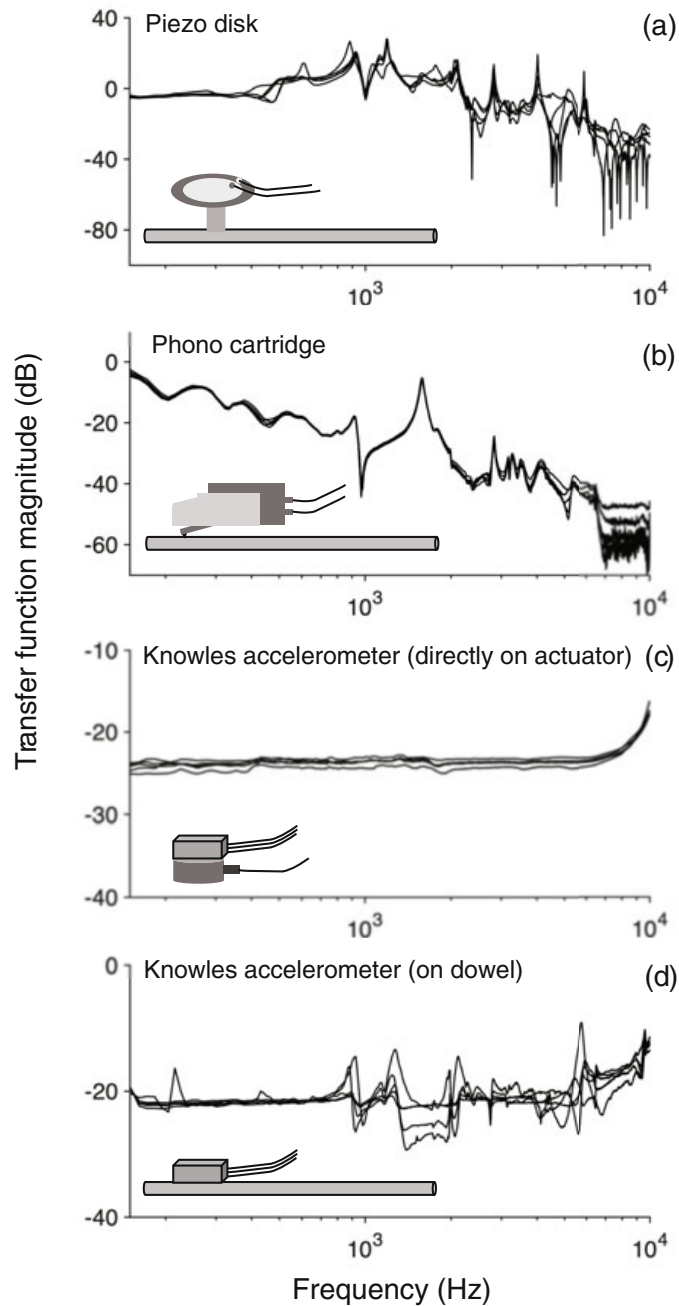 Piezo disk
(a)
40
0
-40
-80
10³
10⁴
Phono cartridge
(b)
0
-20
-40
-60
10³
10⁴
Transfer function magnitude (dB)
Knowles accelerometer (directly on actuator)
(c)
-10
-20
-30
-40
10³
10⁴
Knowles accelerometer (on dowel)
(d)
0
-20
-40
10³
10⁴
Frequency (Hz)